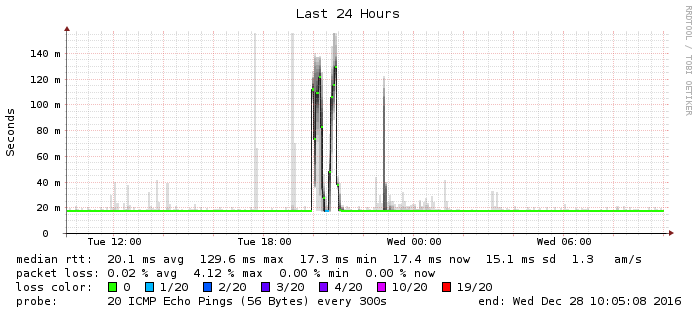 Last 24 Hours
RRDTOOL / TOBI OETIKER
Seconds
140 m
120 m
100 m
80 m
60 m
40 m
20 m
0
Tue 12:00 Tue 18:00 Wed 00:00 Wed 06:00
median rtt: 20.1 ms avg 129.6 ms max 17.3 ms min 17.4 ms now 15.1 ms sd 1.3 am/s
packet loss: 0.02 % avg 4.12 % max 0.00 % min 0.00 % now
loss color: 0 1/20 2/20 3/20 4/20 10/20 19/20
probe: 20 ICMP Echo Pings (56 Bytes) every 300s end: Wed Dec 28 10:05:08 2016